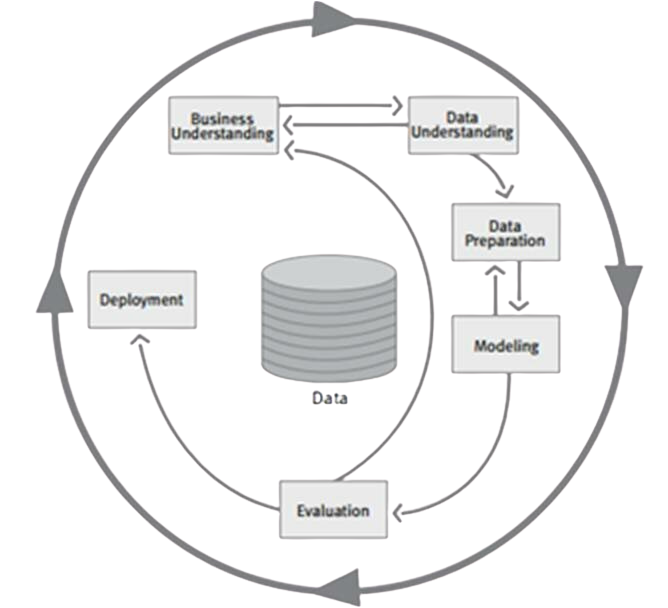 Business
Understanding
Data
Understanding
Data
Preparation
Deployment
Modeling
Data
Evaluation